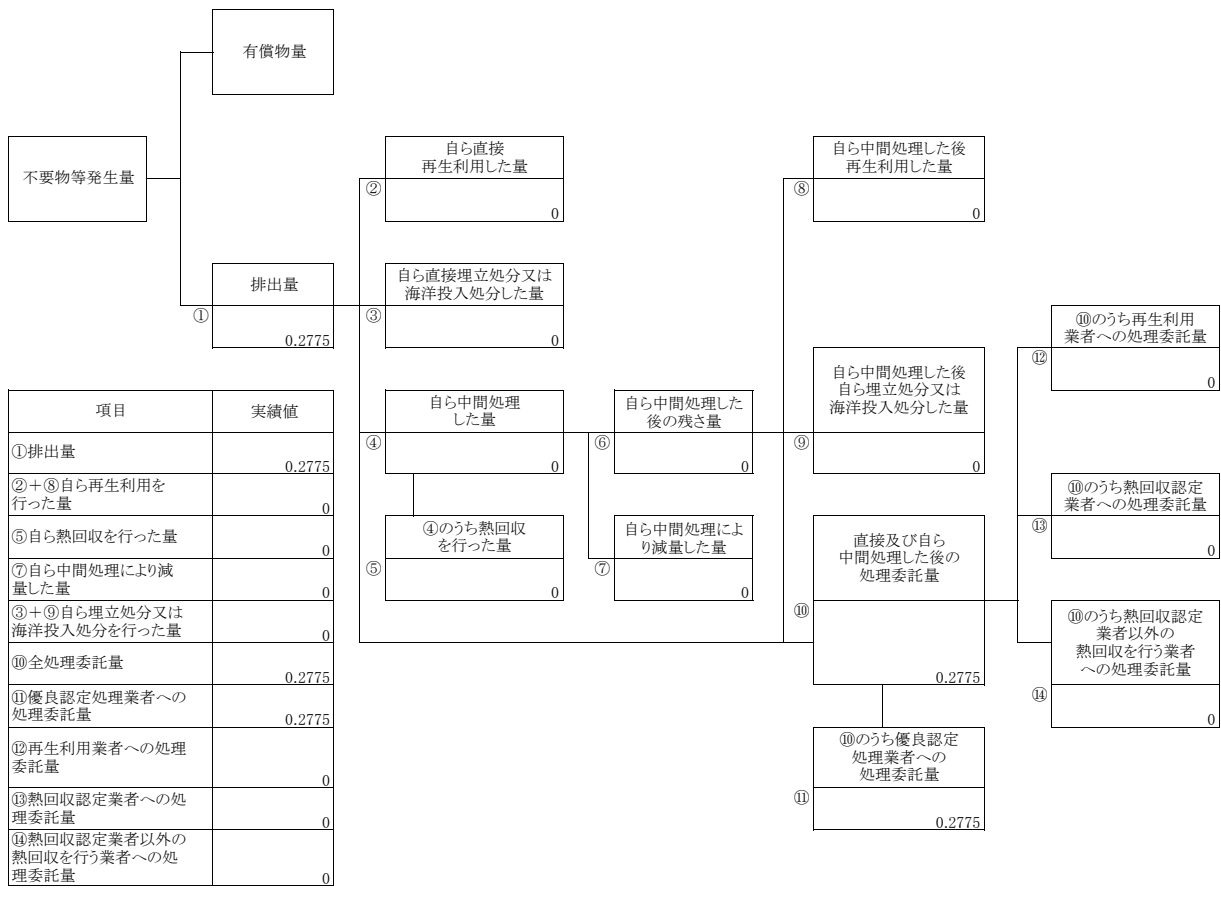 有償物量
不要物等発生量
自ら直接
再生利用した量
②
0
自ら中間処理した後
再生利用した量
⑧
0
排出量
①
0.2775
自ら直接埋立処分又は
海洋投入処分した量
③
0
⑩のうち再生利用
業者への処理委託量
⑫
0
自ら中間処理
した量
④
0
自ら中間処理した
後の残さ量
⑥
0
自ら中間処理した後
自ら埋立処分又は
海洋投入処分した量
⑨
0
④のうち熱回収
を行った量
⑤
0
自ら中間処理によ
り減量した量
⑦
0
直接及び自ら
中間処理した後の
処理委託量
⑩
0.2775
⑩のうち熱回収認定
業者への処理委託量
⑬
0
⑩のうち熱回収認定
業者以外の
熱回収を行う業者
への処理委託量
⑭
0
⑩のうち優良認定
処理業者への
処理委託量
⑪
0.2775
項目 実績値
①排出量
0.2775
②+⑧自ら再生利用を
行った量
0
⑤自ら熱回収を行った量
0
⑦自ら中間処理により減
量した量
0
③+⑨自ら埋立処分又は
海洋投入処分を行った量
0
⑩全処理委託量
0.2775
⑪優良認定処理業者への
処理委託量
0.2775
⑫再生利用業者への処理
委託量
0
⑬熱回収認定業者への処
理委託量
0
⑭熱回収認定業者以外の
熱回収を行う業者への処
理委託量
0